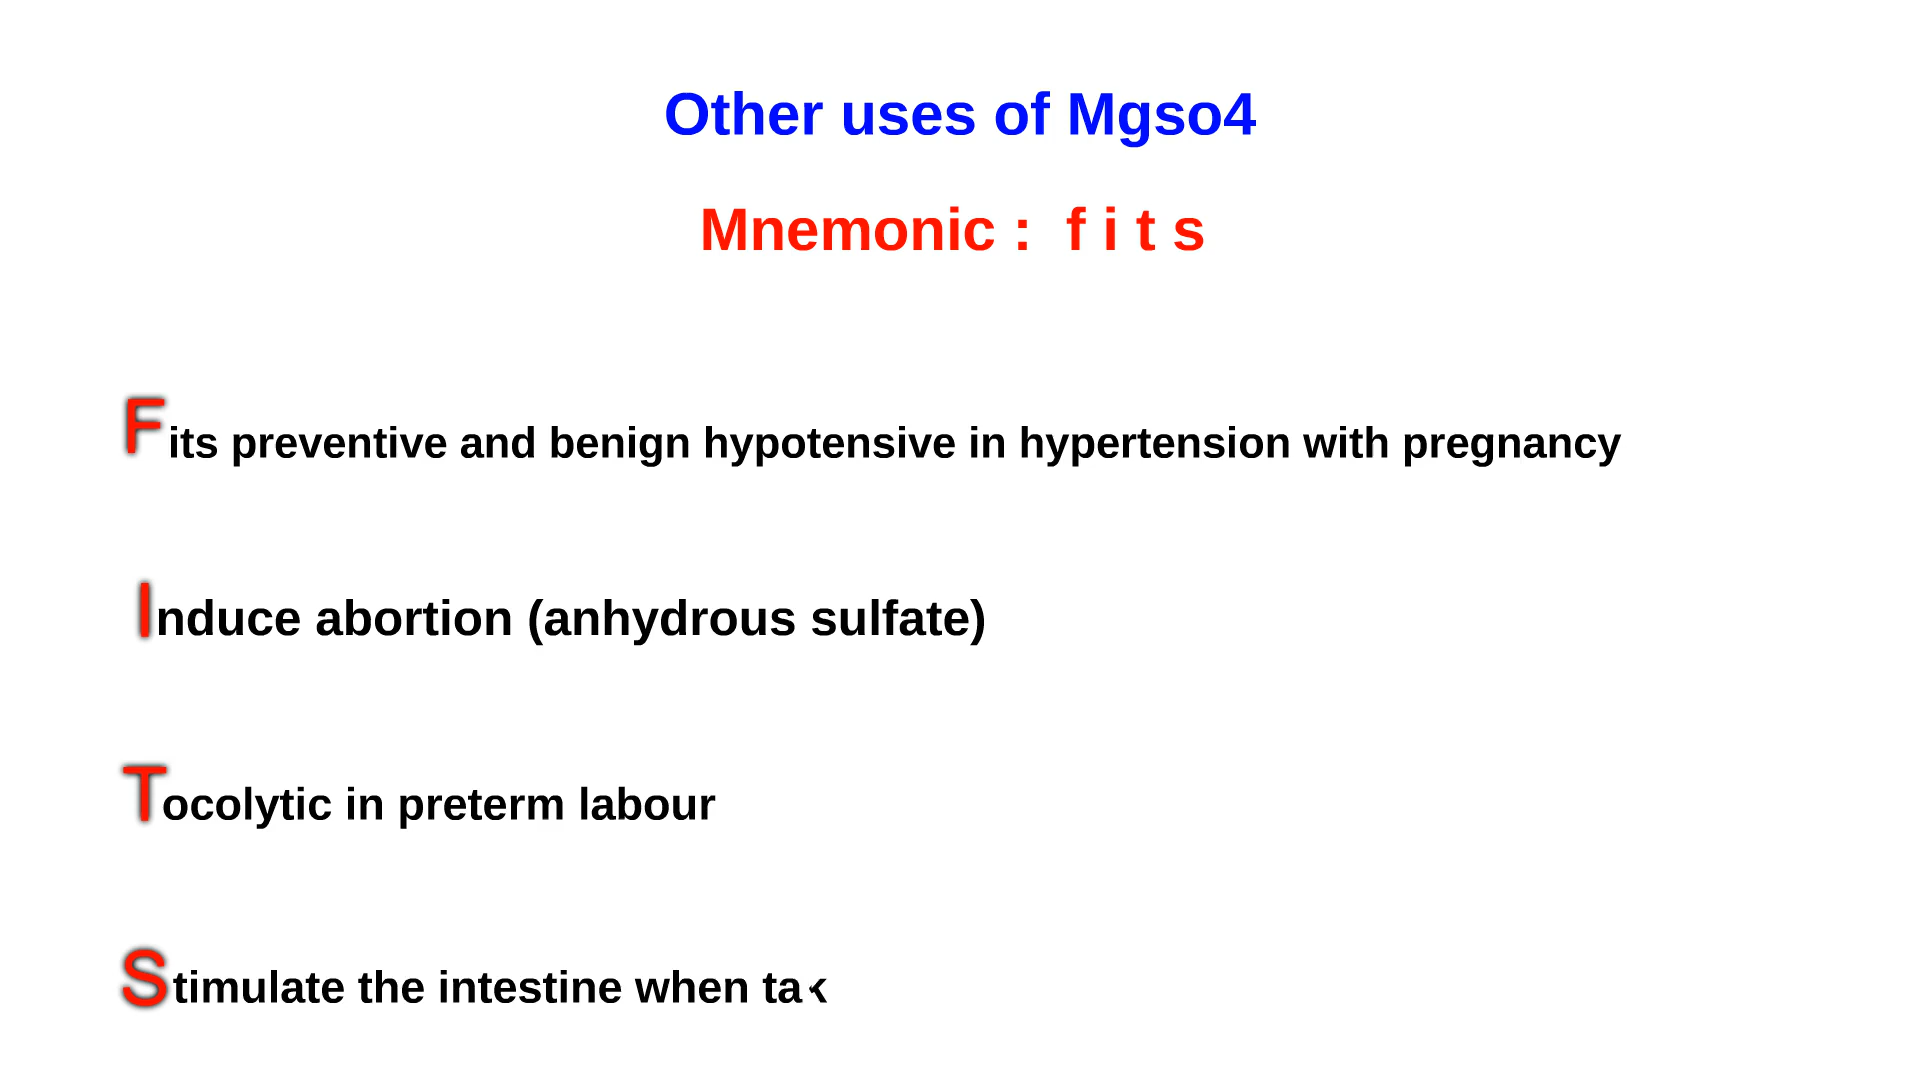 Other uses of Mgso4
Mnemonic : f i t s
Fits preventive and benign hypotensive in hypertension with pregnancy
Induce abortion (anhydrous sulfate)
Tocolytic in preterm labour
Stimulate the intestine when